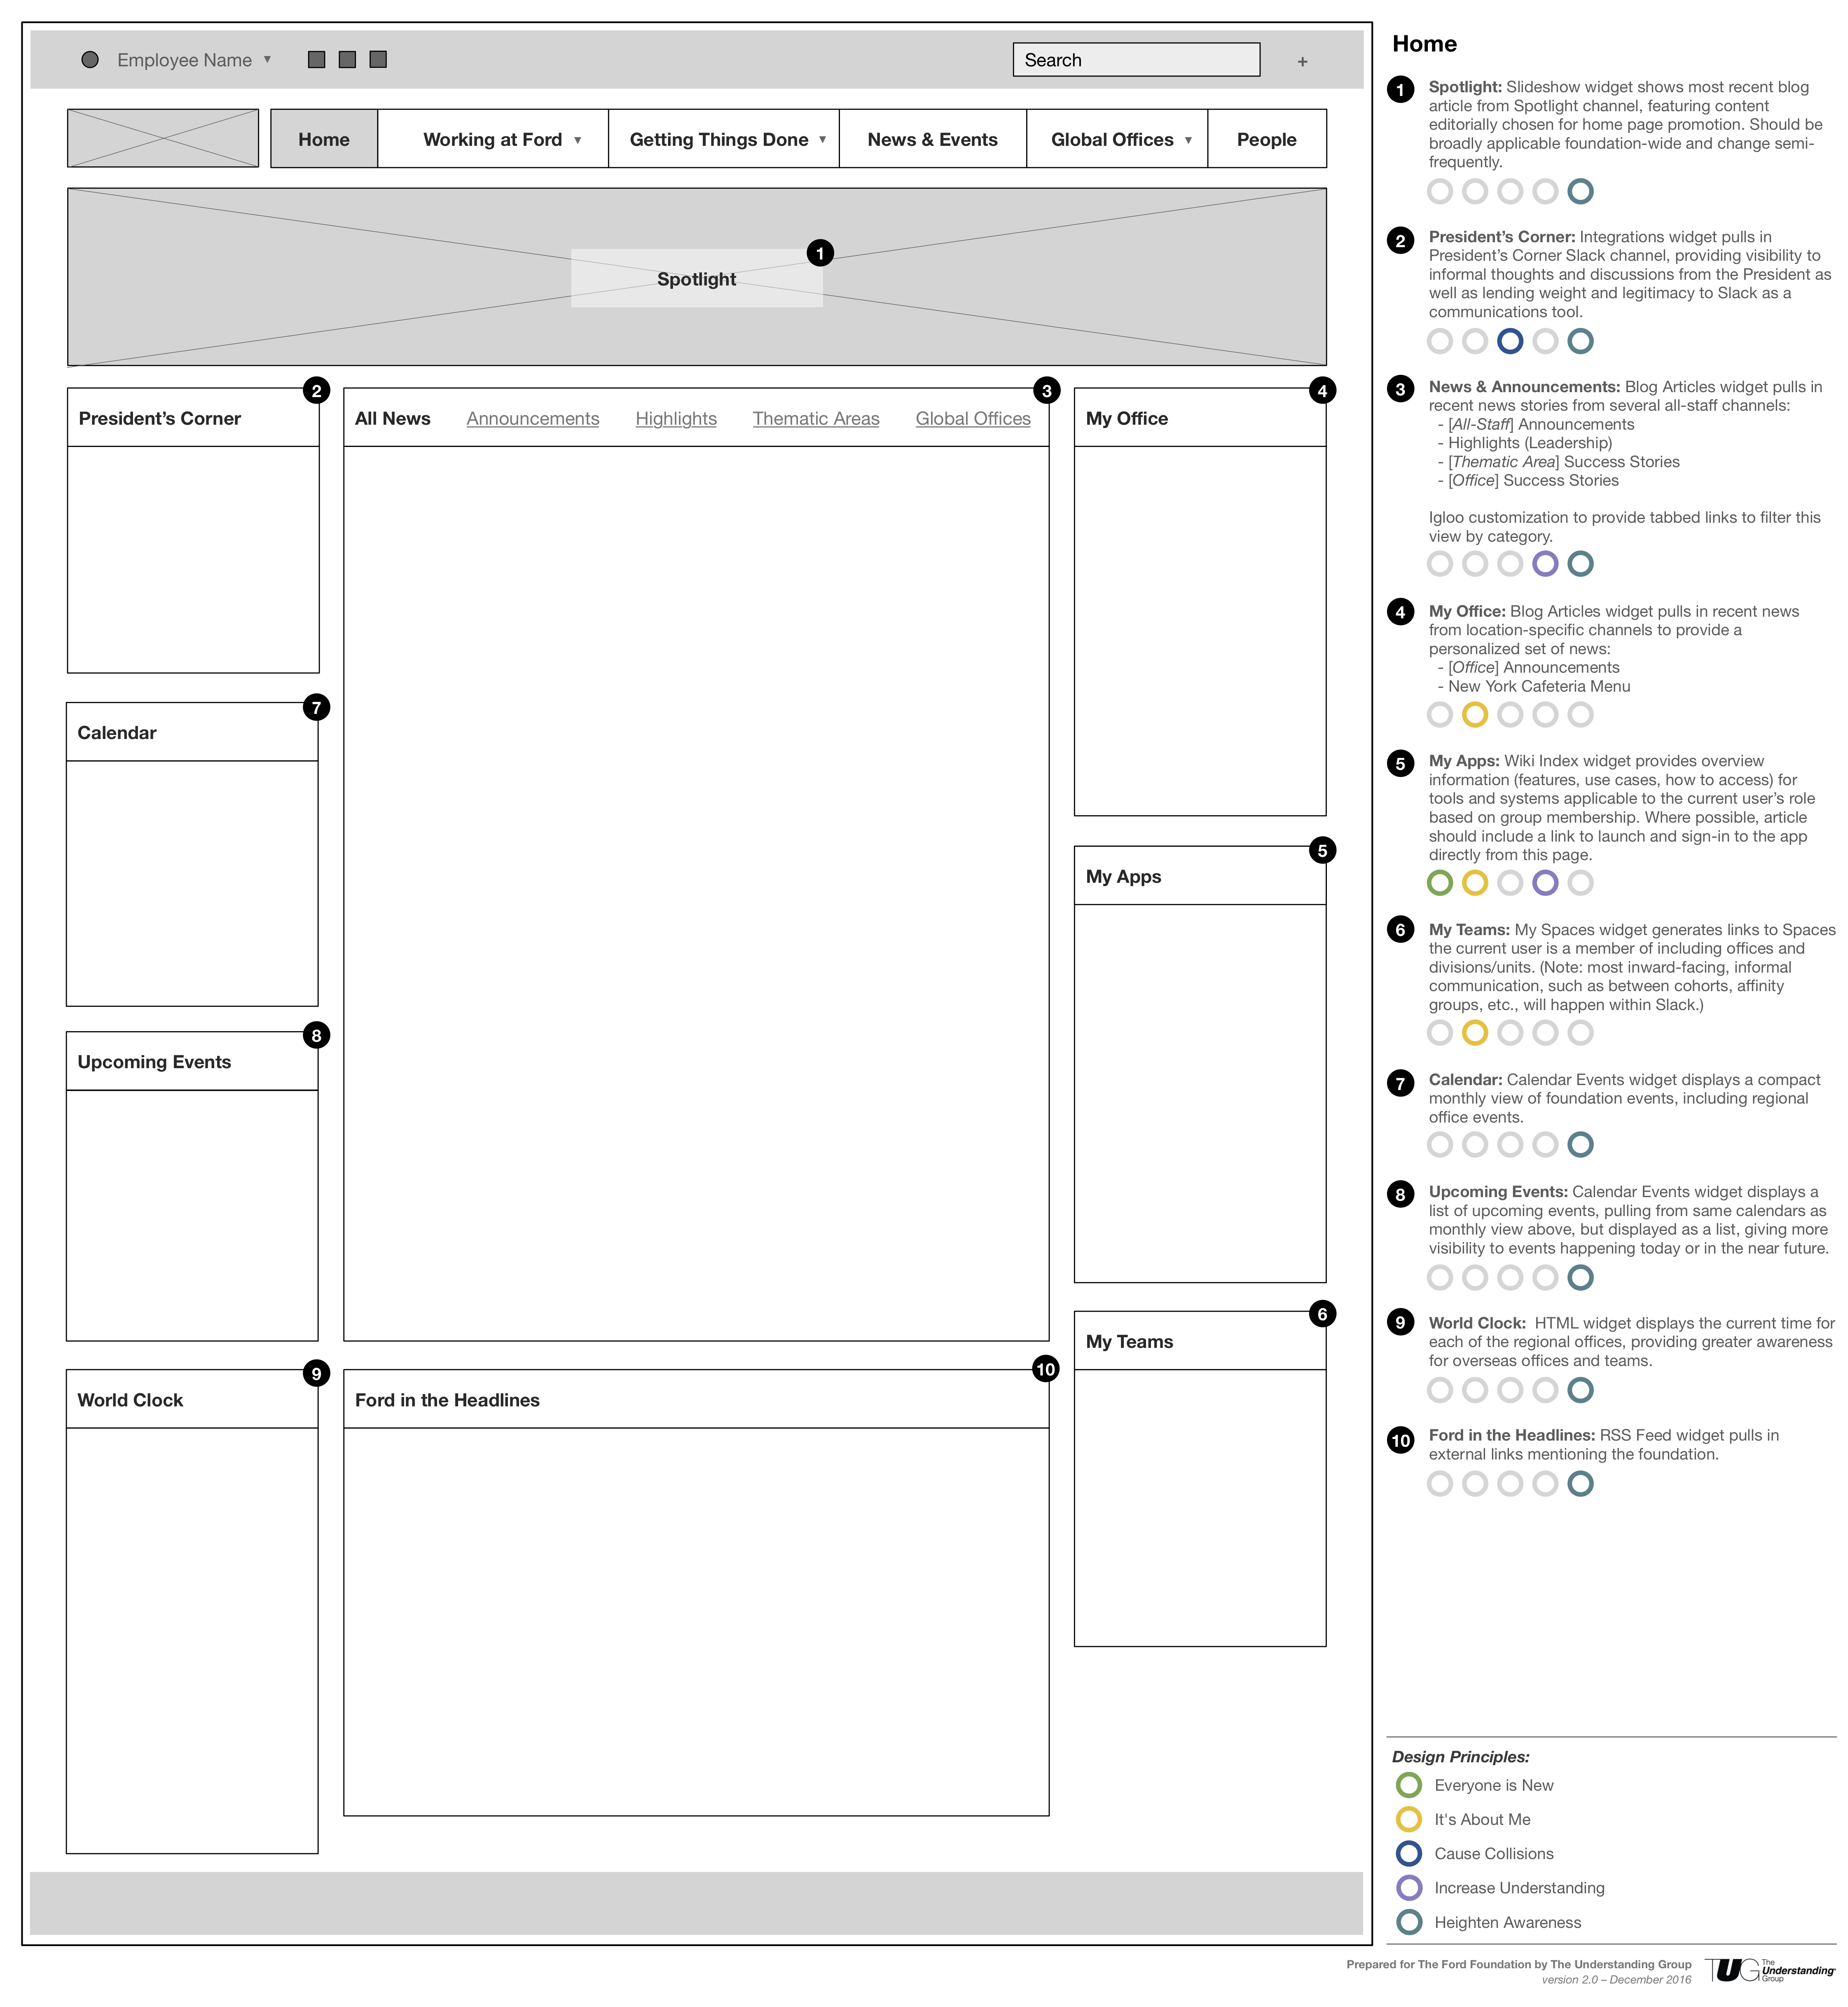 Employee Name ▼
Search
+
Home
Working at Ford ▼
Getting Things Done ▼
News & Events
Global Offices ▼
People
1
Spotlight
2
President’s Corner
3
All News Announcements Highlights Thematic Areas Global Offices
4
My Office
7
Calendar
5
My Apps
8
Upcoming Events
6
My Teams
9
World Clock
10
Ford in the Headlines
Home
1
Spotlight: Slideshow widget shows most recent blog
article from Spotlight channel, featuring content
editorially chosen for home page promotion. Should be
broadly applicable foundation-wide and change semi-
frequently.
2
President’s Corner: Integrations widget pulls in
President’s Corner Slack channel, providing visibility to
informal thoughts and discussions from the President as
well as lending weight and legitimacy to Slack as a
communications tool.
3
News & Announcements: Blog Articles widget pulls in
recent news stories from several all-staff channels:
- [All-Staff] Announcements
- Highlights (Leadership)
- [Thematic Area] Success Stories
- [Office] Success Stories
Igloo customization to provide tabbed links to filter this
view by category.
4
My Office: Blog Articles widget pulls in recent news
from location-specific channels to provide a
personalized set of news:
- [Office] Announcements
- New York Cafeteria Menu
5
My Apps: Wiki Index widget provides overview
information (features, use cases, how to access) for
tools and systems applicable to the current user’s role
based on group membership. Where possible, article
should include a link to launch and sign-in to the app
directly from this page.
6
My Teams: My Spaces widget generates links to Spaces
the current user is a member of including offices and
divisions/units. (Note: most inward-facing, informal
communication, such as between cohorts, affinity
groups, etc., will happen within Slack.)
7
Calendar: Calendar Events widget displays a compact
monthly view of foundation events, including regional
office events.
8
Upcoming Events: Calendar Events widget displays a
list of upcoming events, pulling from same calendars as
monthly view above, but displayed as a list, giving more
visibility to events happening today or in the near future.
9
World Clock: HTML widget displays the current time for
each of the regional offices, providing greater awareness
for overseas offices and teams.
10
Ford in the Headlines: RSS Feed widget pulls in
external links mentioning the foundation.
Design Principles:
Everyone is New
It's About Me
Cause Collisions
Increase Understanding
Heighten Awareness
Prepared for The Ford Foundation by The Understanding Group
version 2.0 – December 2016
TUG
The
Understanding
Group